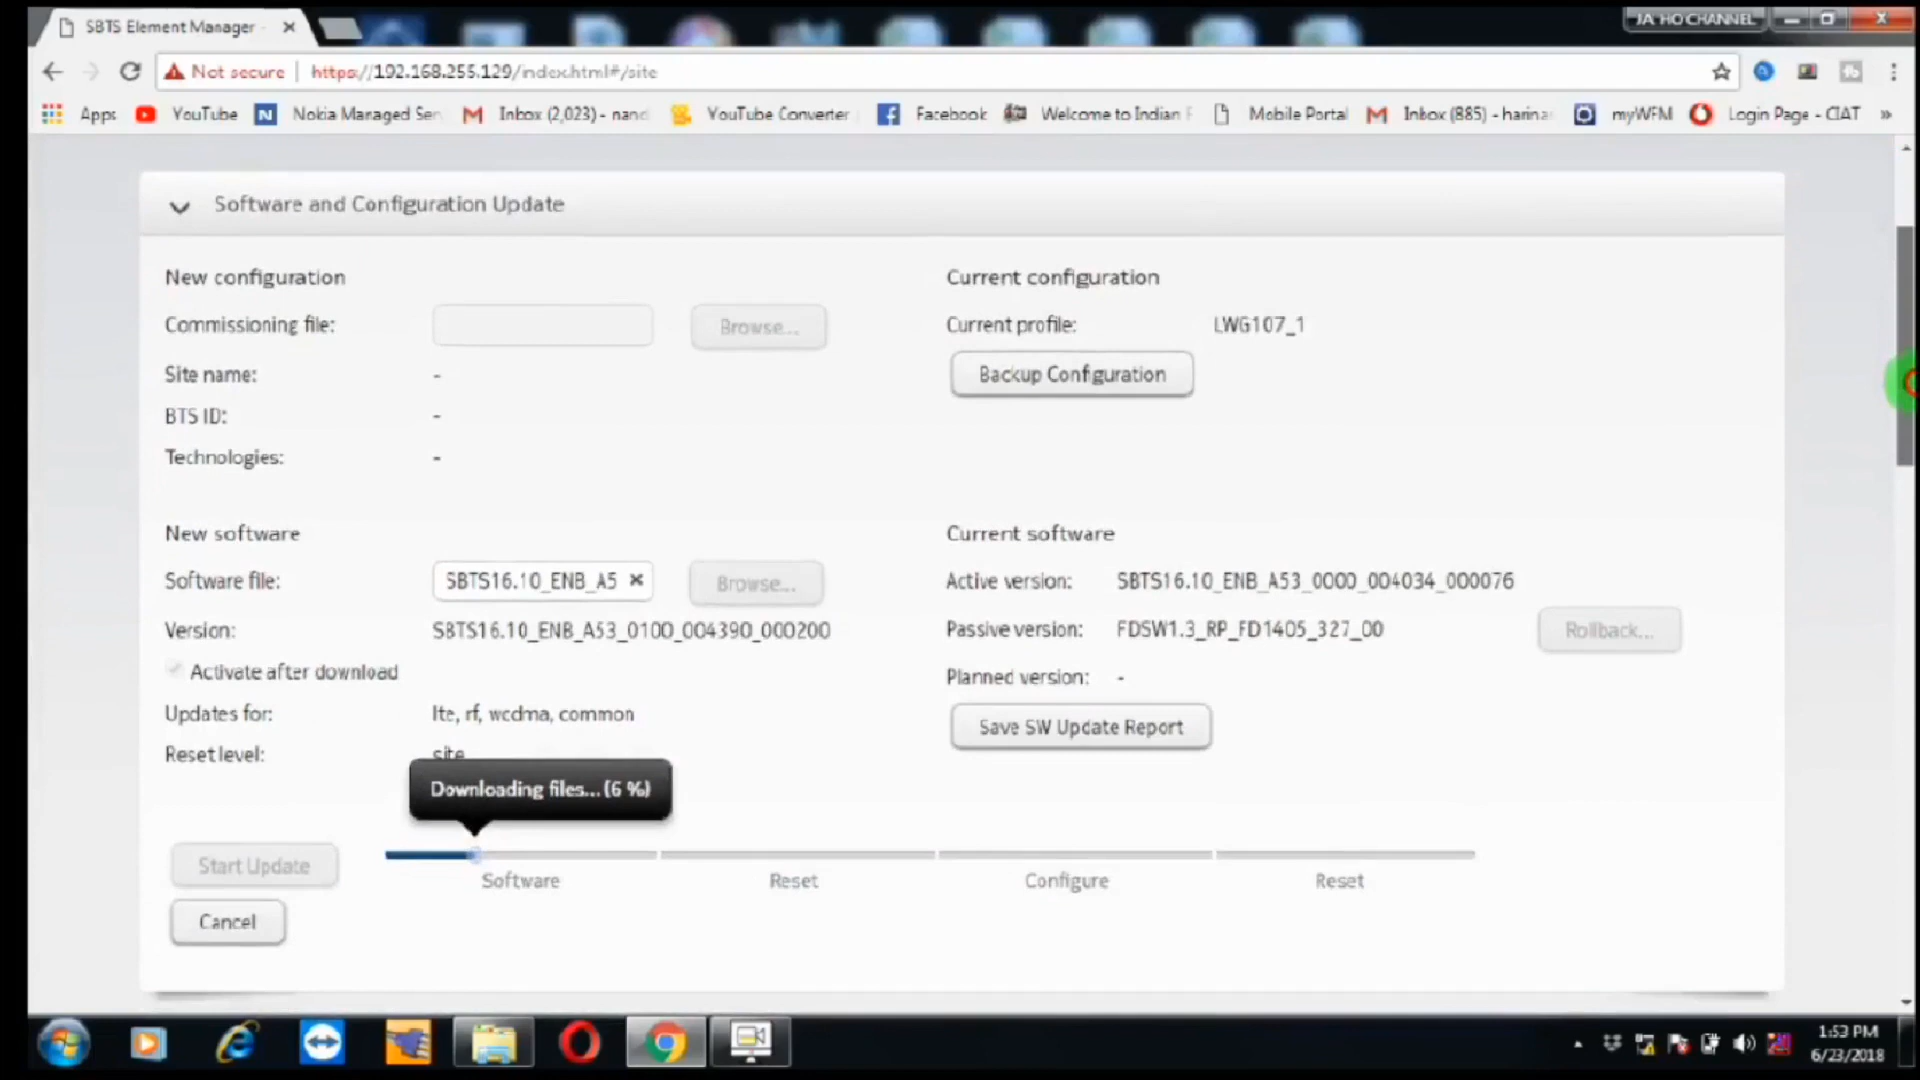 SBTS Element Manager -
JA HO CHANNEL
Not secure | https://192.168.255.129/index.html#/site
Apps YouTube Nokia Managed Ser Inbox (2,023) - nand YouTube Converter Facebook Welcome to Indian R Mobile Portal Inbox (885) - harina myWFM Login Page - CIAT »
Software and Configuration Update
New configuration
Commissioning file: Browse...
Site name: -
BTS ID: -
Technologies: -
Current configuration
Current profile: LWG107_1
Backup Configuration
New software
Software file: SBTS16.10_ENB_A5 Browse...
Version: SBTS16.10_ENB_A53_0100_004390_000200
Activate after download
Updates for: lte, rf, wcdma, common
Reset level: site
Current software
Active version: SBTS16.10_ENB_A53_0000_004034_000076
Passive version: FDSW1.3_RP_FD1405_327_00 Rollback...
Planned version: -
Save SW Update Report
Downloading files... (6 %)
Start Update
Software Reset Configure Reset
Cancel
1:53 PM
6/23/2018